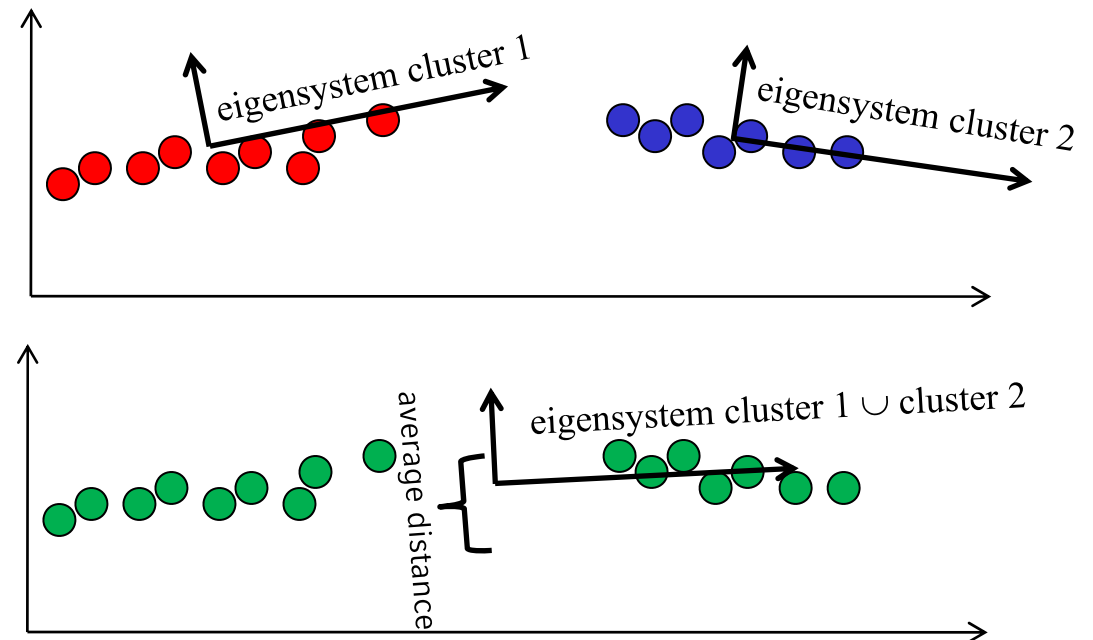 eigensystem cluster 1
eigensystem cluster 2
eigensystem cluster 1 ∪ cluster 2
average distance